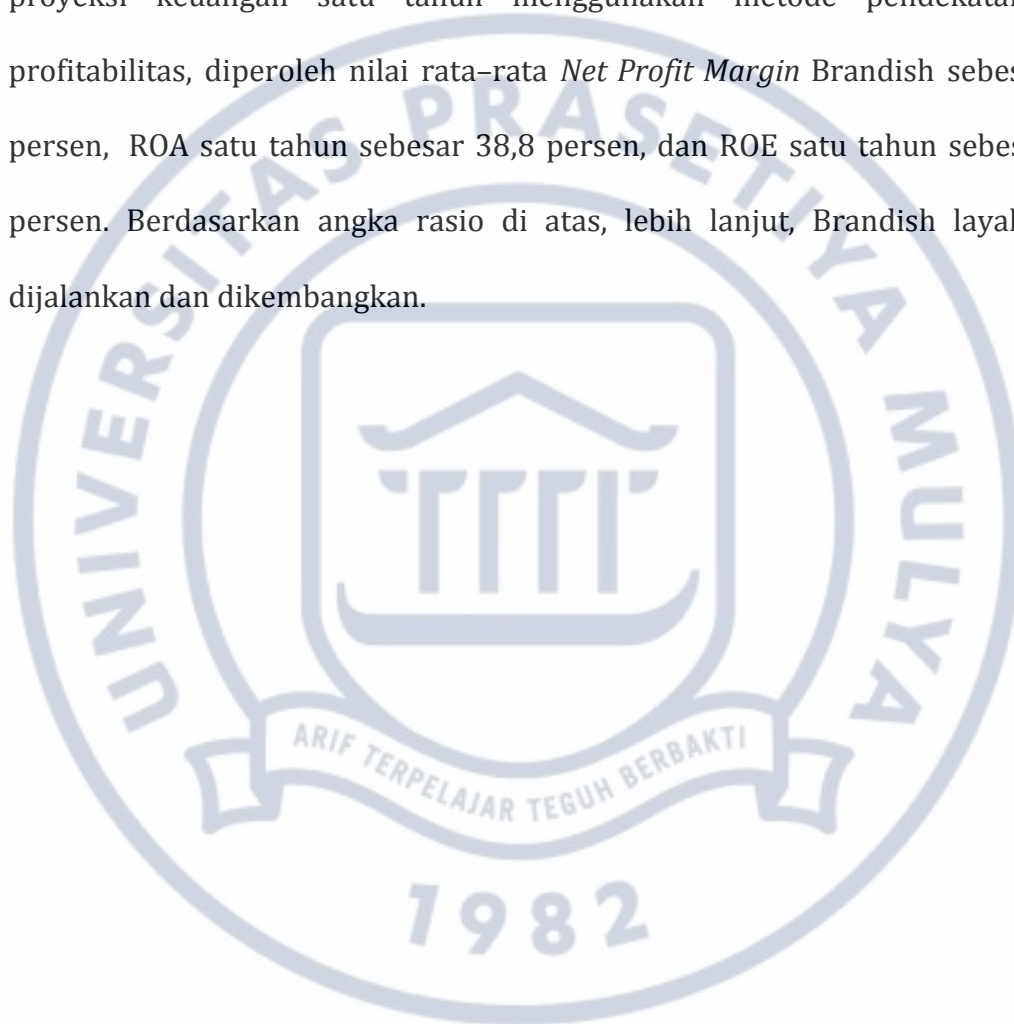 proyeksi keuangan satu tahun menggunakan metode pendekatan
profitabilitas, diperoleh nilai rata–rata Net Profit Margin Brandish sebes
persen, ROA satu tahun sebesar 38,8 persen, dan ROE satu tahun sebes
persen. Berdasarkan angka rasio di atas, lebih lanjut, Brandish layak
dijalankan dan dikembangkan.
UNIVERSITAS PRASETIYA MULYA
ARIF TERPELAJAR TEGUH BERBAKTI
1982